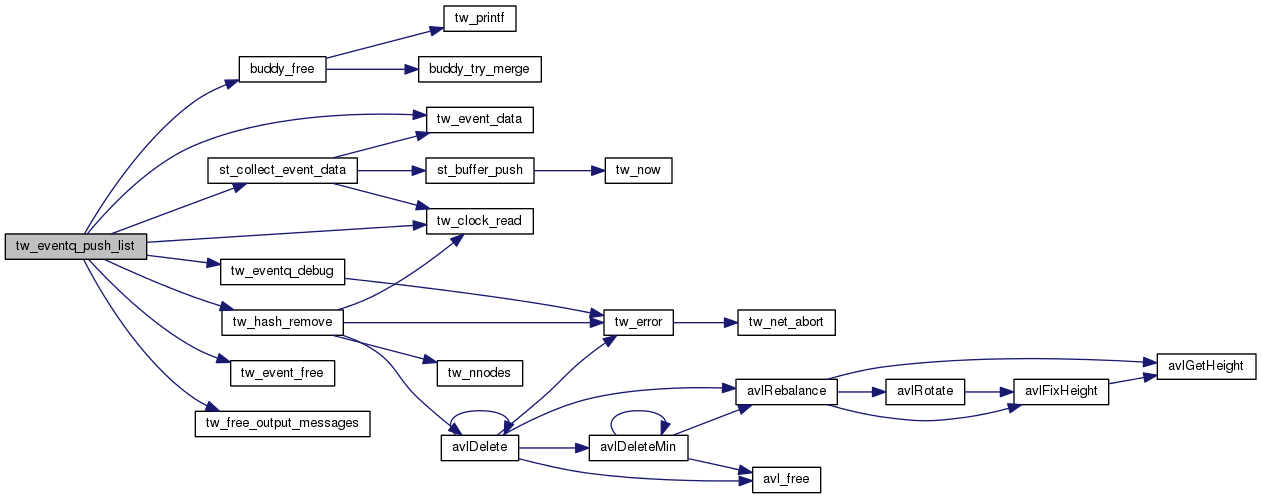 tw_printf
buddy_free
buddy_try_merge
tw_event_data
st_collect_event_data
st_buffer_push
tw_now
tw_clock_read
tw_eventq_push_list
tw_eventq_debug
tw_hash_remove
tw_error
tw_net_abort
tw_event_free
tw_nnodes
avlGetHeight
avlRebalance
avlRotate
avlFixHeight
tw_free_output_messages
avlDelete
avlDeleteMin
avl_free